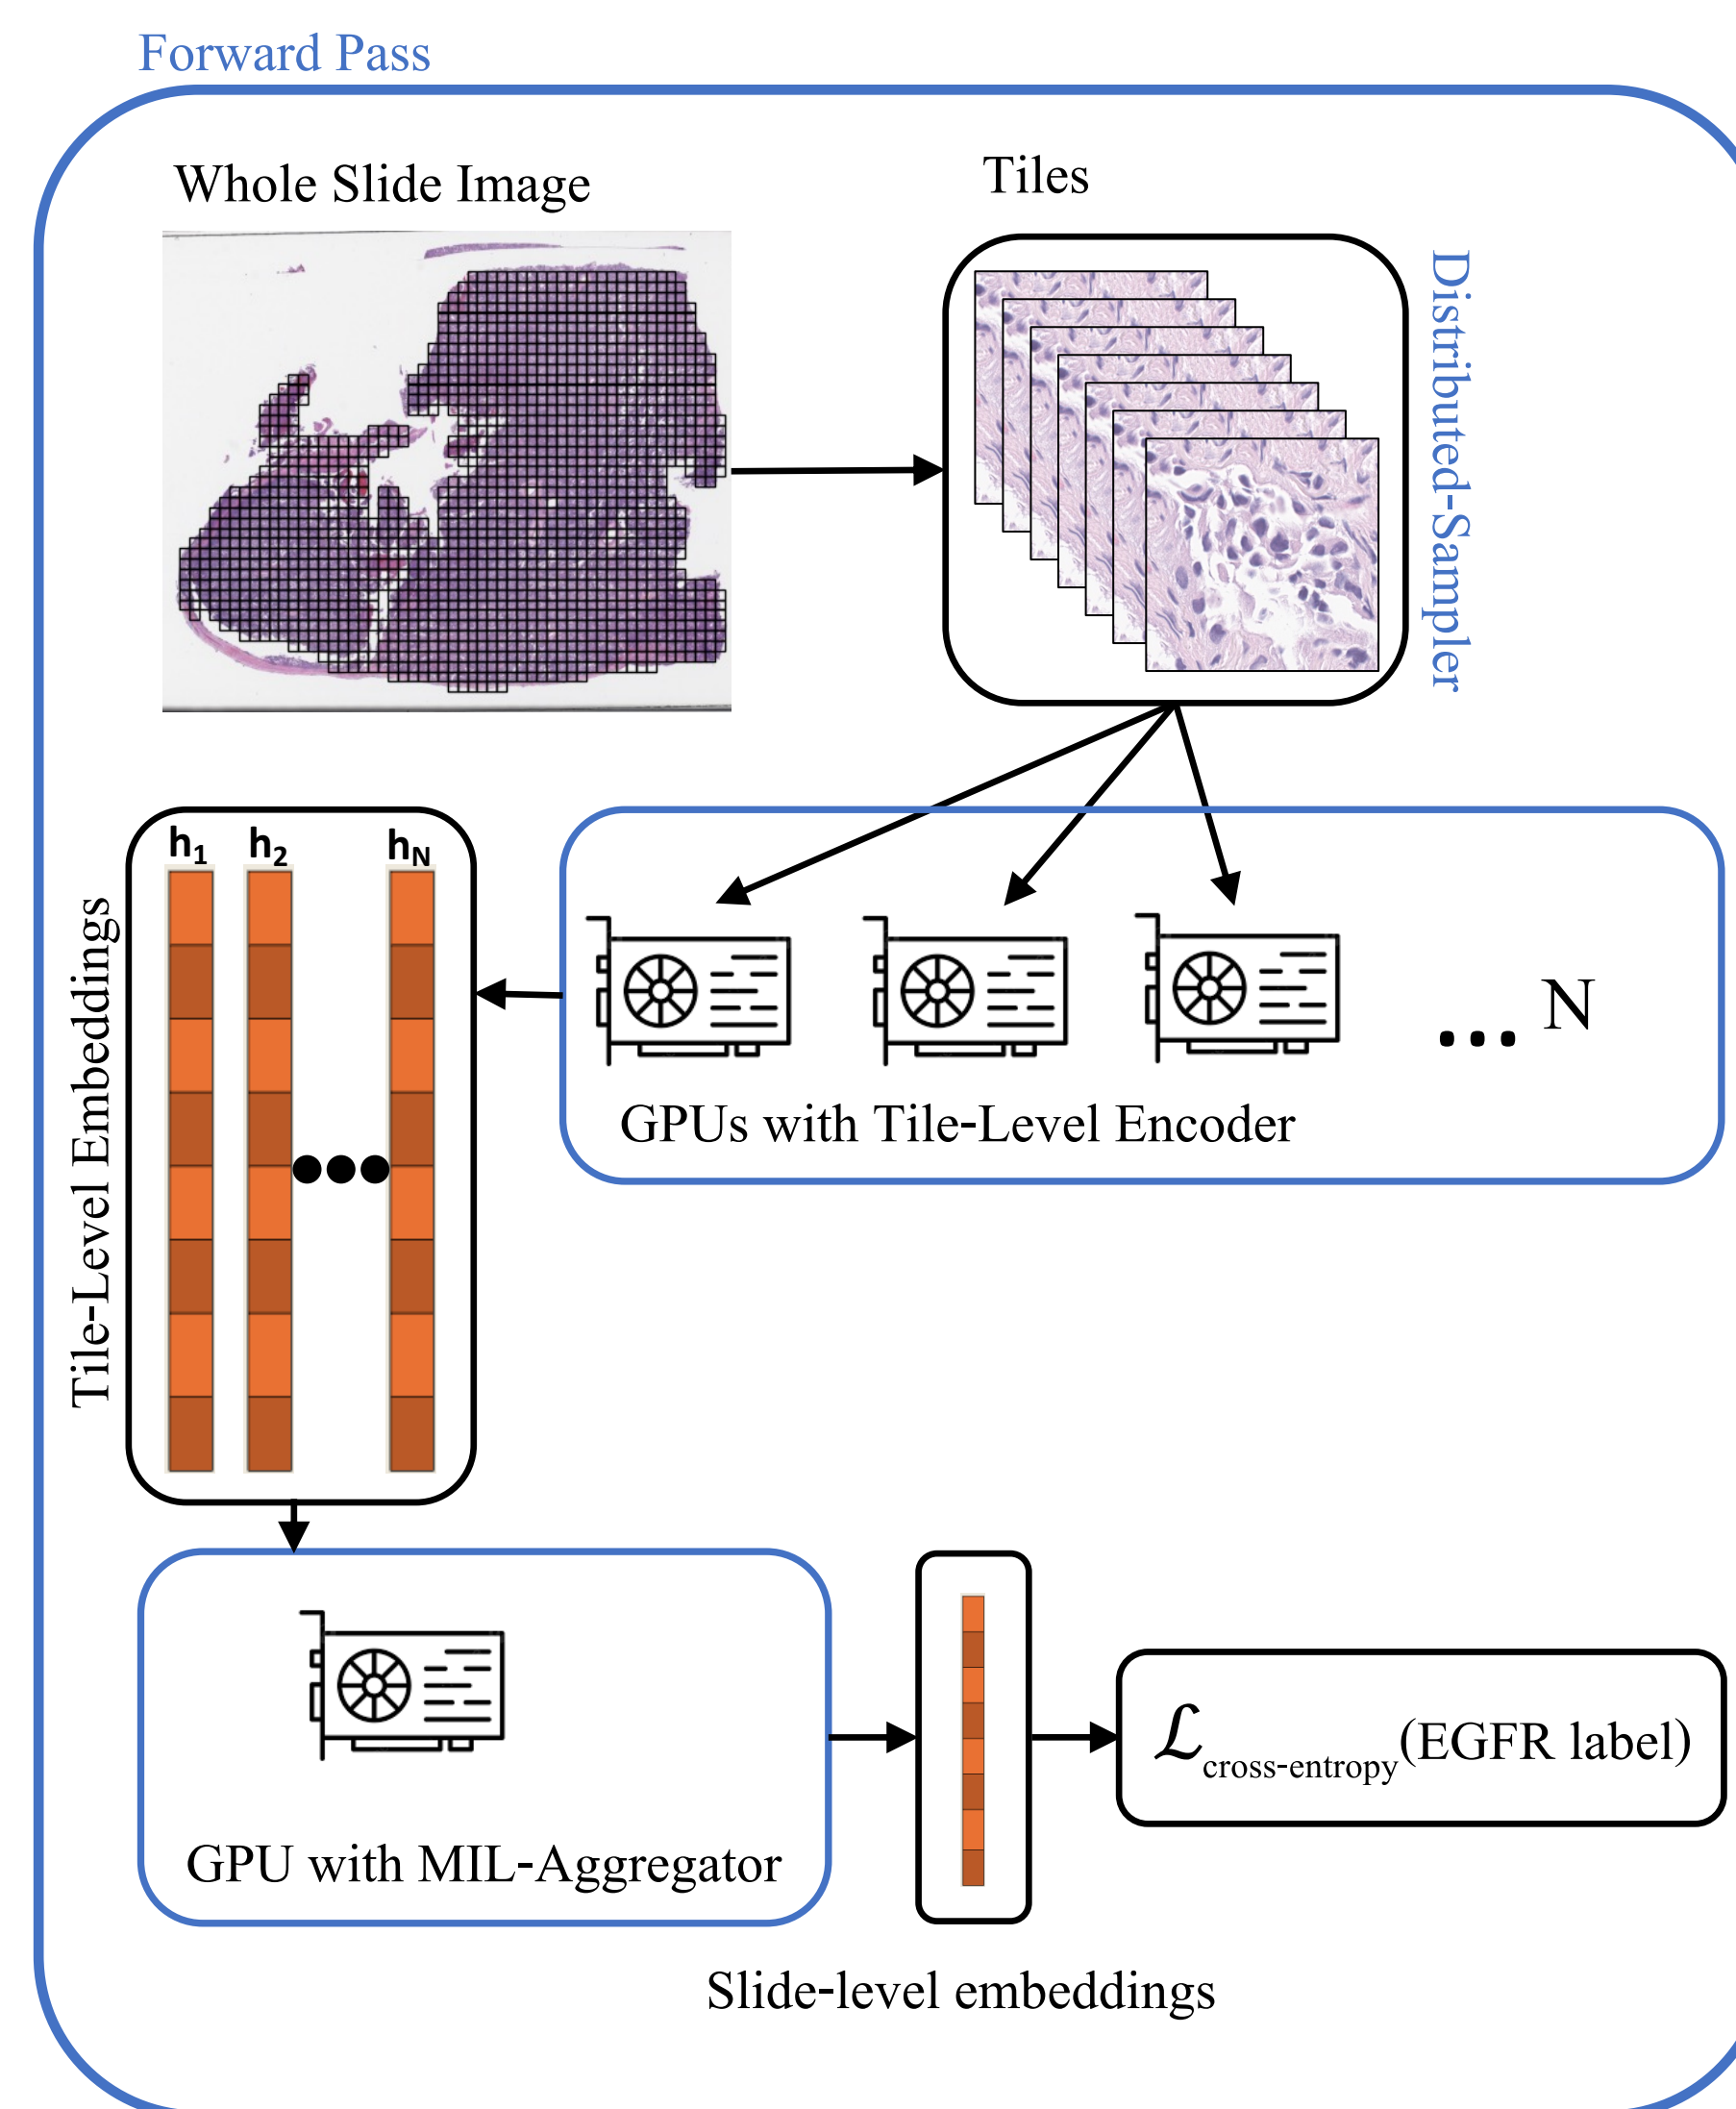 Forward Pass
Whole Slide Image
Tiles
Distributed-Sampler
h₁ h₂ h_N
Tile-Level Embeddings
... N
GPUs with Tile-Level Encoder
GPU with MIL-Aggregator
ℒcross-entropy(EGFR label)
Slide-level embeddings